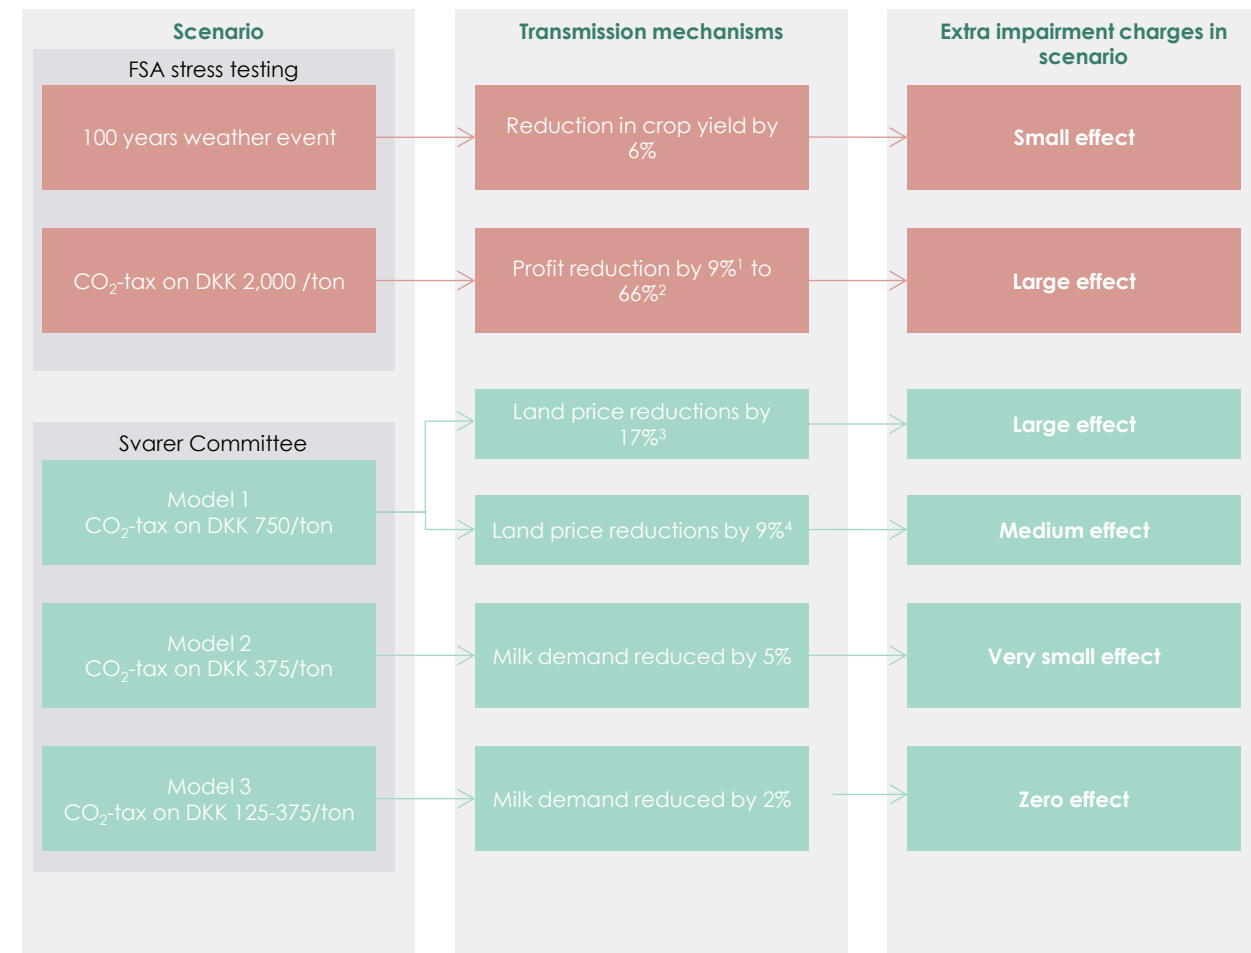 Scenario
Transmission mechanisms
Extra impairment charges in
scenario
FSA stress testing
100 years weather event
Reduction in crop yield by
6%
Small effect
CO₂-tax on DKK 2,000 /ton
Profit reduction by 9%¹ to
66%²
Large effect
Svarer Committee
Model 1
CO₂-tax on DKK 750/ton
Land price reductions by
17%³
Large effect
Land price reductions by 9%⁴
Medium effect
Model 2
CO₂-tax on DKK 375/ton
Milk demand reduced by 5%
Very small effect
Model 3
CO₂-tax on DKK 125-375/ton
Milk demand reduced by 2%
Zero effect